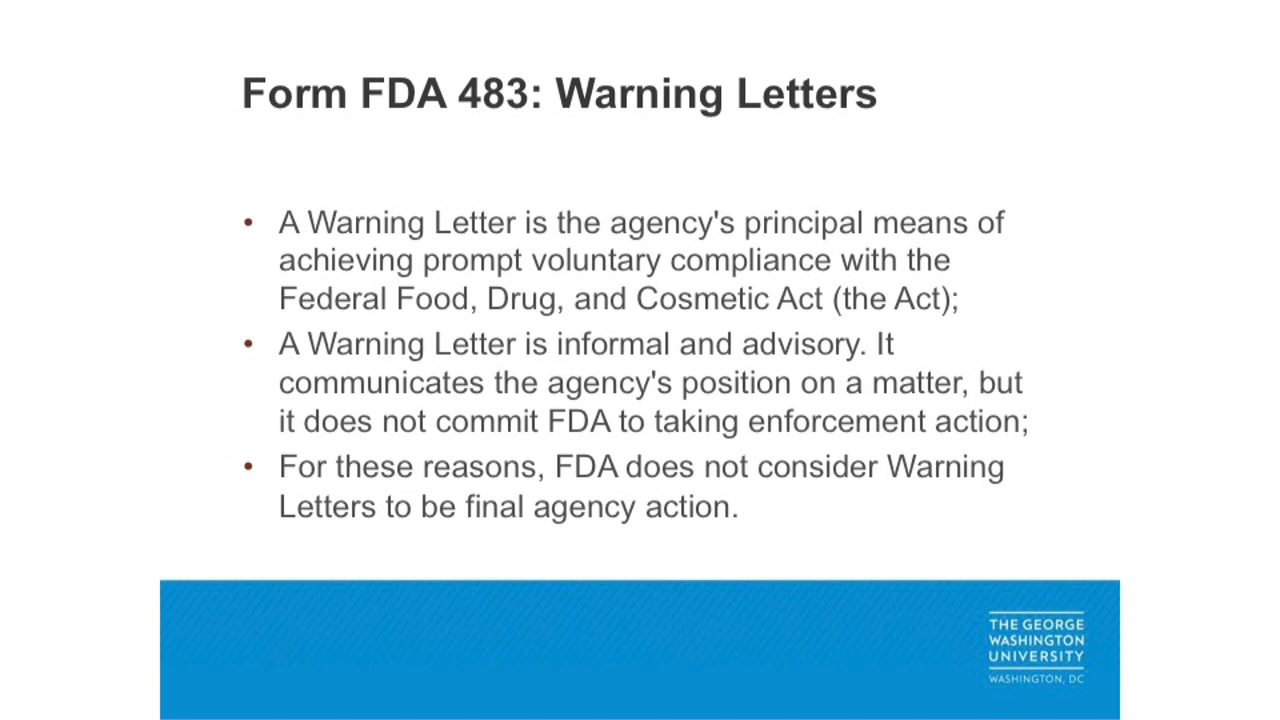 Form FDA 483: Warning Letters
• A Warning Letter is the agency's principal means of
achieving prompt voluntary compliance with the
Federal Food, Drug, and Cosmetic Act (the Act);
• A Warning Letter is informal and advisory. It
communicates the agency's position on a matter, but
it does not commit FDA to taking enforcement action;
• For these reasons, FDA does not consider Warning
Letters to be final agency action.
THE GEORGE
WASHINGTON
UNIVERSITY
WASHINGTON, DC